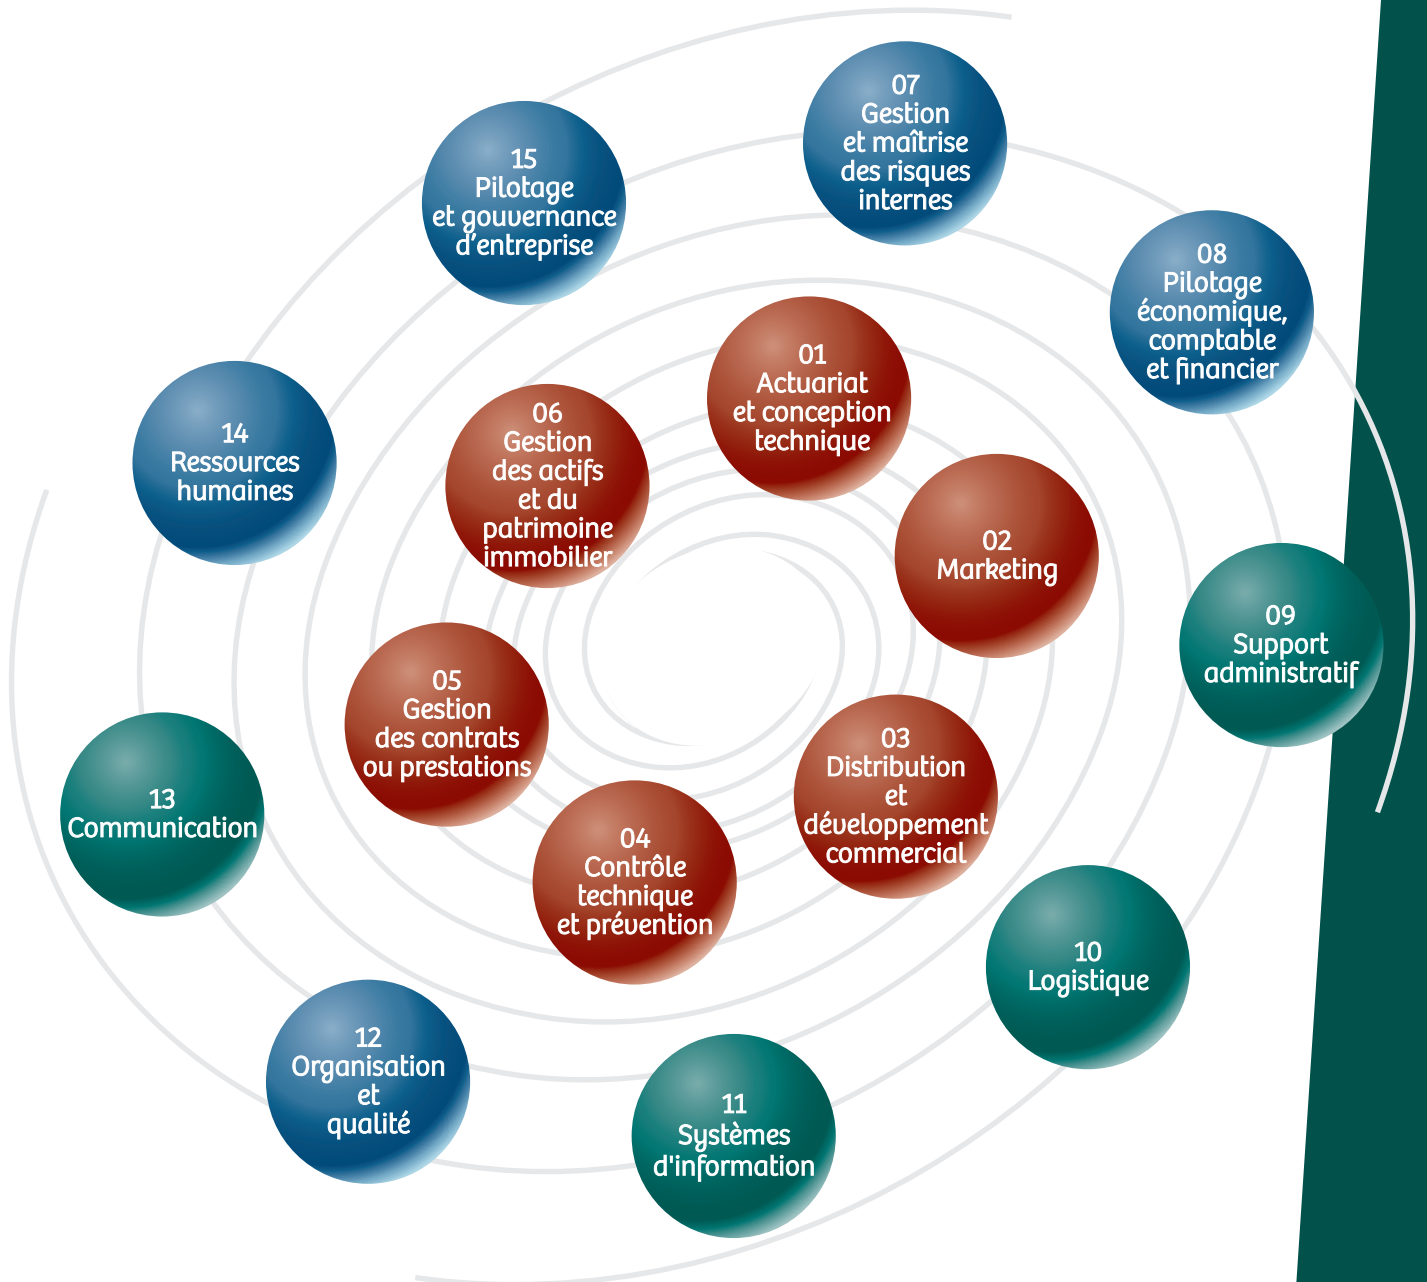 07
Gestion
et maîtrise
des risques
internes
15
Pilotage
et gouvernance
d’entreprise
08
Pilotage
économique,
comptable
et financier
01
Actuariat
et conception
technique
06
Gestion
des actifs
et du
patrimoine
immobilier
14
Ressources
humaines
02
Marketing
09
Support
administratif
05
Gestion
des contrats
ou prestations
03
Distribution
et
développement
commercial
13
Communication
04
Contrôle
technique
et prévention
10
Logistique
12
Organisation
et
qualité
11
Systèmes
d'information